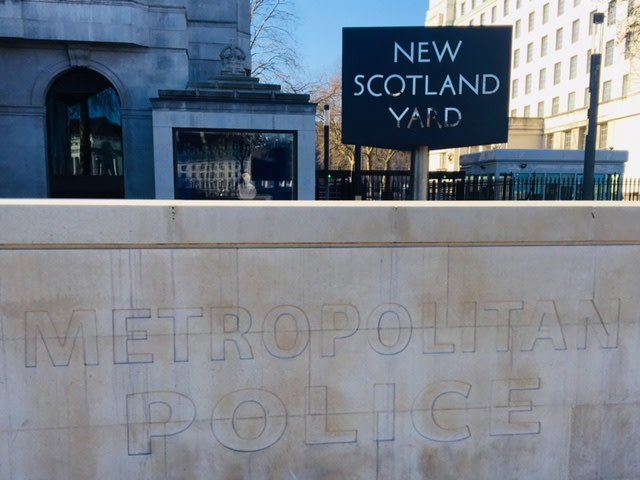 NEW
SCOTLAND
YARD
METROPOLITAN
POLICE